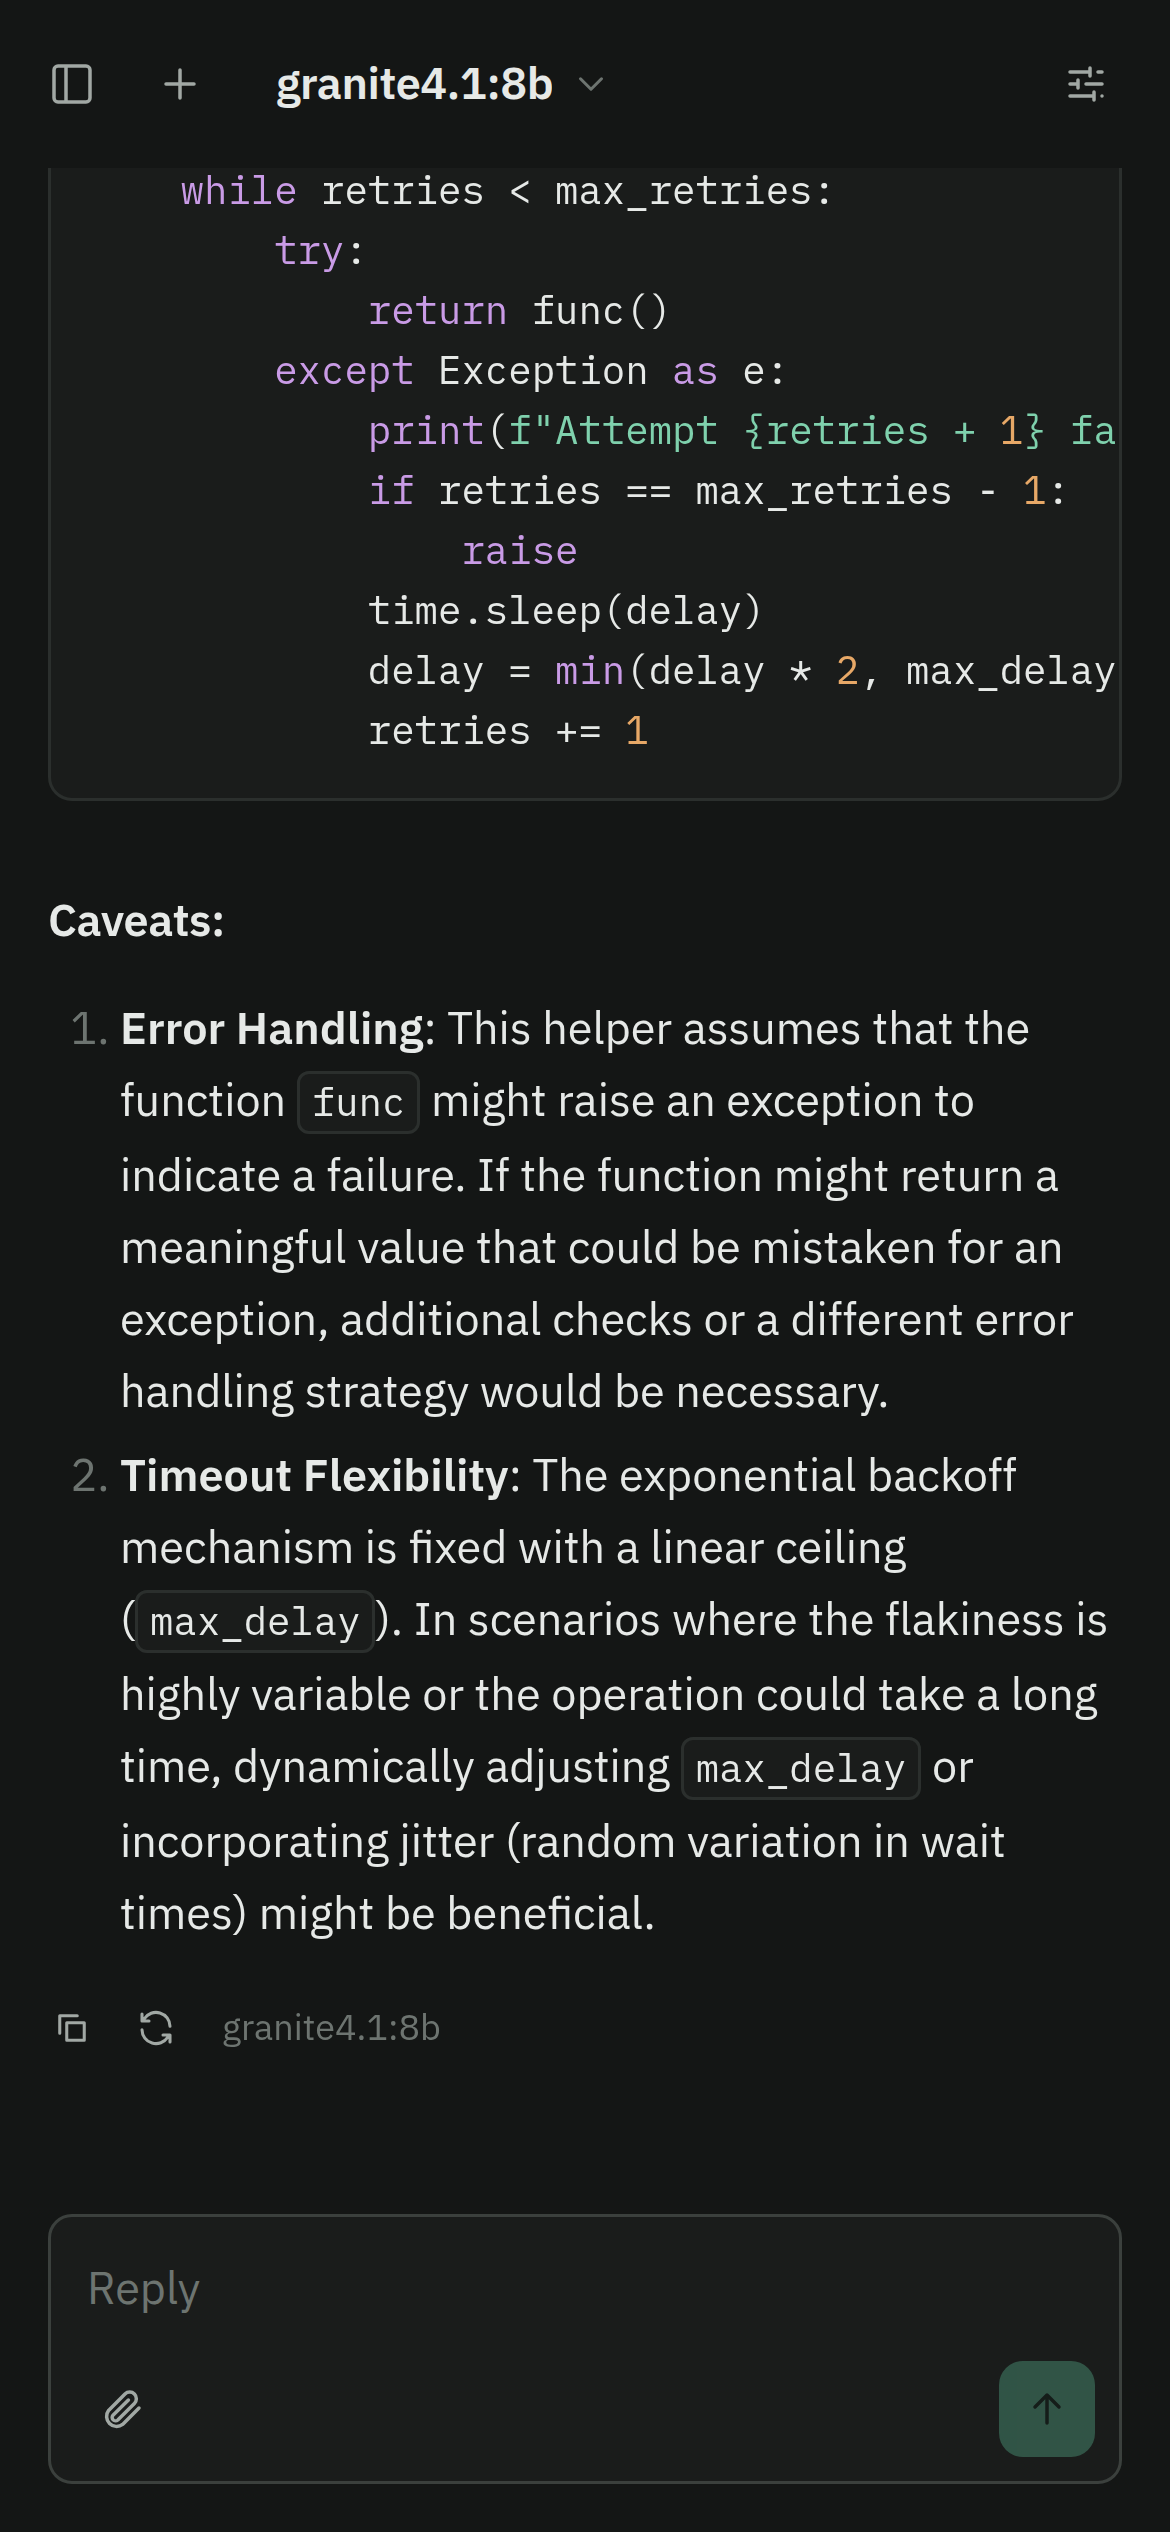 granite4.1:8b
while retries < max_retries:
try:
return func()
except Exception as e:
print(f"Attempt {retries + 1} fa
if retries == max_retries - 1:
raise
time.sleep(delay)
delay = min(delay * 2, max_delay
retries += 1
Caveats:
1. Error Handling: This helper assumes that the
function func might raise an exception to
indicate a failure. If the function might return a
meaningful value that could be mistaken for an
exception, additional checks or a different error
handling strategy would be necessary.
2. Timeout Flexibility: The exponential backoff
mechanism is fixed with a linear ceiling
(max_delay). In scenarios where the flakiness is
highly variable or the operation could take a long
time, dynamically adjusting max_delay or
incorporating jitter (random variation in wait
times) might be beneficial.
granite4.1:8b
Reply